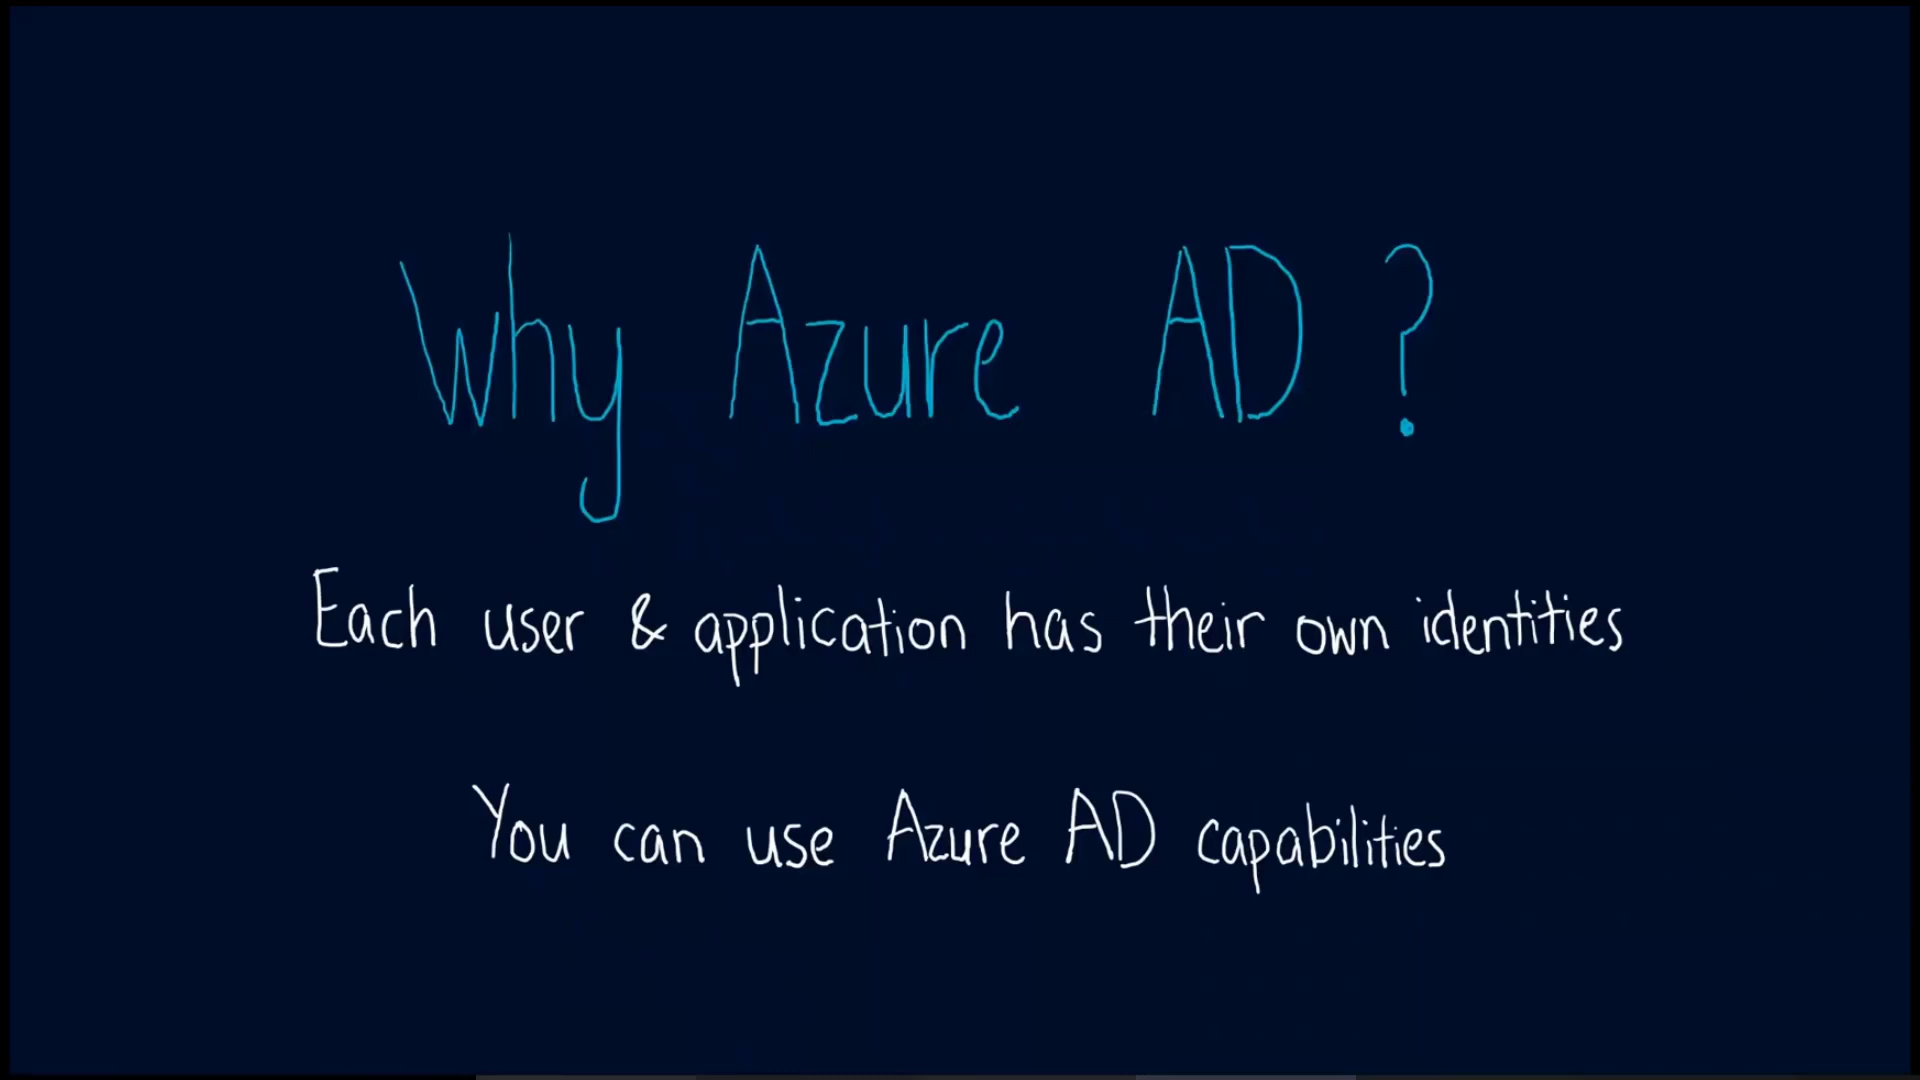 Why Azure AD ?
Each user & application has their own identities
You can use Azure AD capabilities